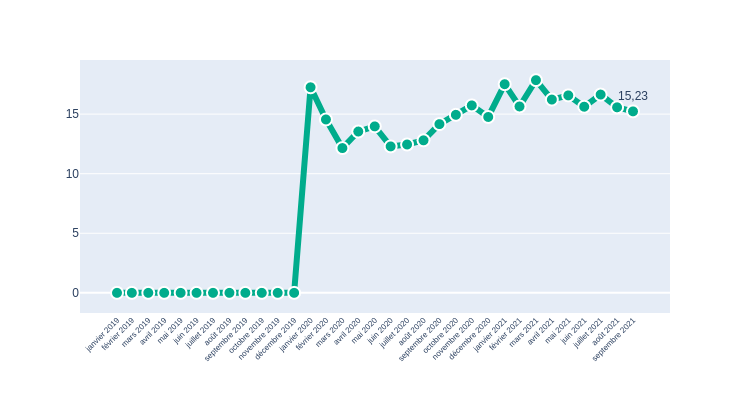 15,23
15
10
5
0
janvier 2019
février 2019
mars 2019
avril 2019
mai 2019
juin 2019
juillet 2019
août 2019
septembre 2019
octobre 2019
novembre 2019
décembre 2019
janvier 2020
février 2020
mars 2020
avril 2020
mai 2020
juin 2020
juillet 2020
août 2020
septembre 2020
octobre 2020
novembre 2020
décembre 2020
janvier 2021
février 2021
mars 2021
avril 2021
mai 2021
juin 2021
juillet 2021
août 2021
septembre 2021